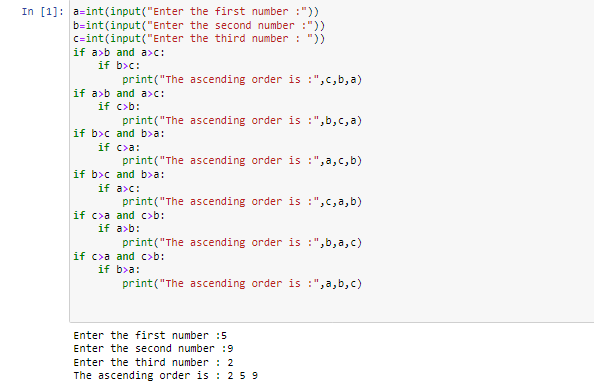 In [1]: a=int(input("Enter the first number :"))
b=int(input("Enter the second number :"))
c=int(input("Enter the third number : "))
if a>b and a>c:
    if b>c:
        print("The ascending order is :",c,b,a)
if a>b and a>c:
    if c>b:
        print("The ascending order is :",b,c,a)
if b>c and b>a:
    if c>a:
        print("The ascending order is :",a,c,b)
if b>c and b>a:
    if a>c:
        print("The ascending order is :",c,a,b)
if c>a and c>b:
    if a>b:
        print("The ascending order is :",b,a,c)
if c>a and c>b:
    if b>a:
        print("The ascending order is :",a,b,c)
Enter the first number :5
Enter the second number :9
Enter the third number : 2
The ascending order is : 2 5 9